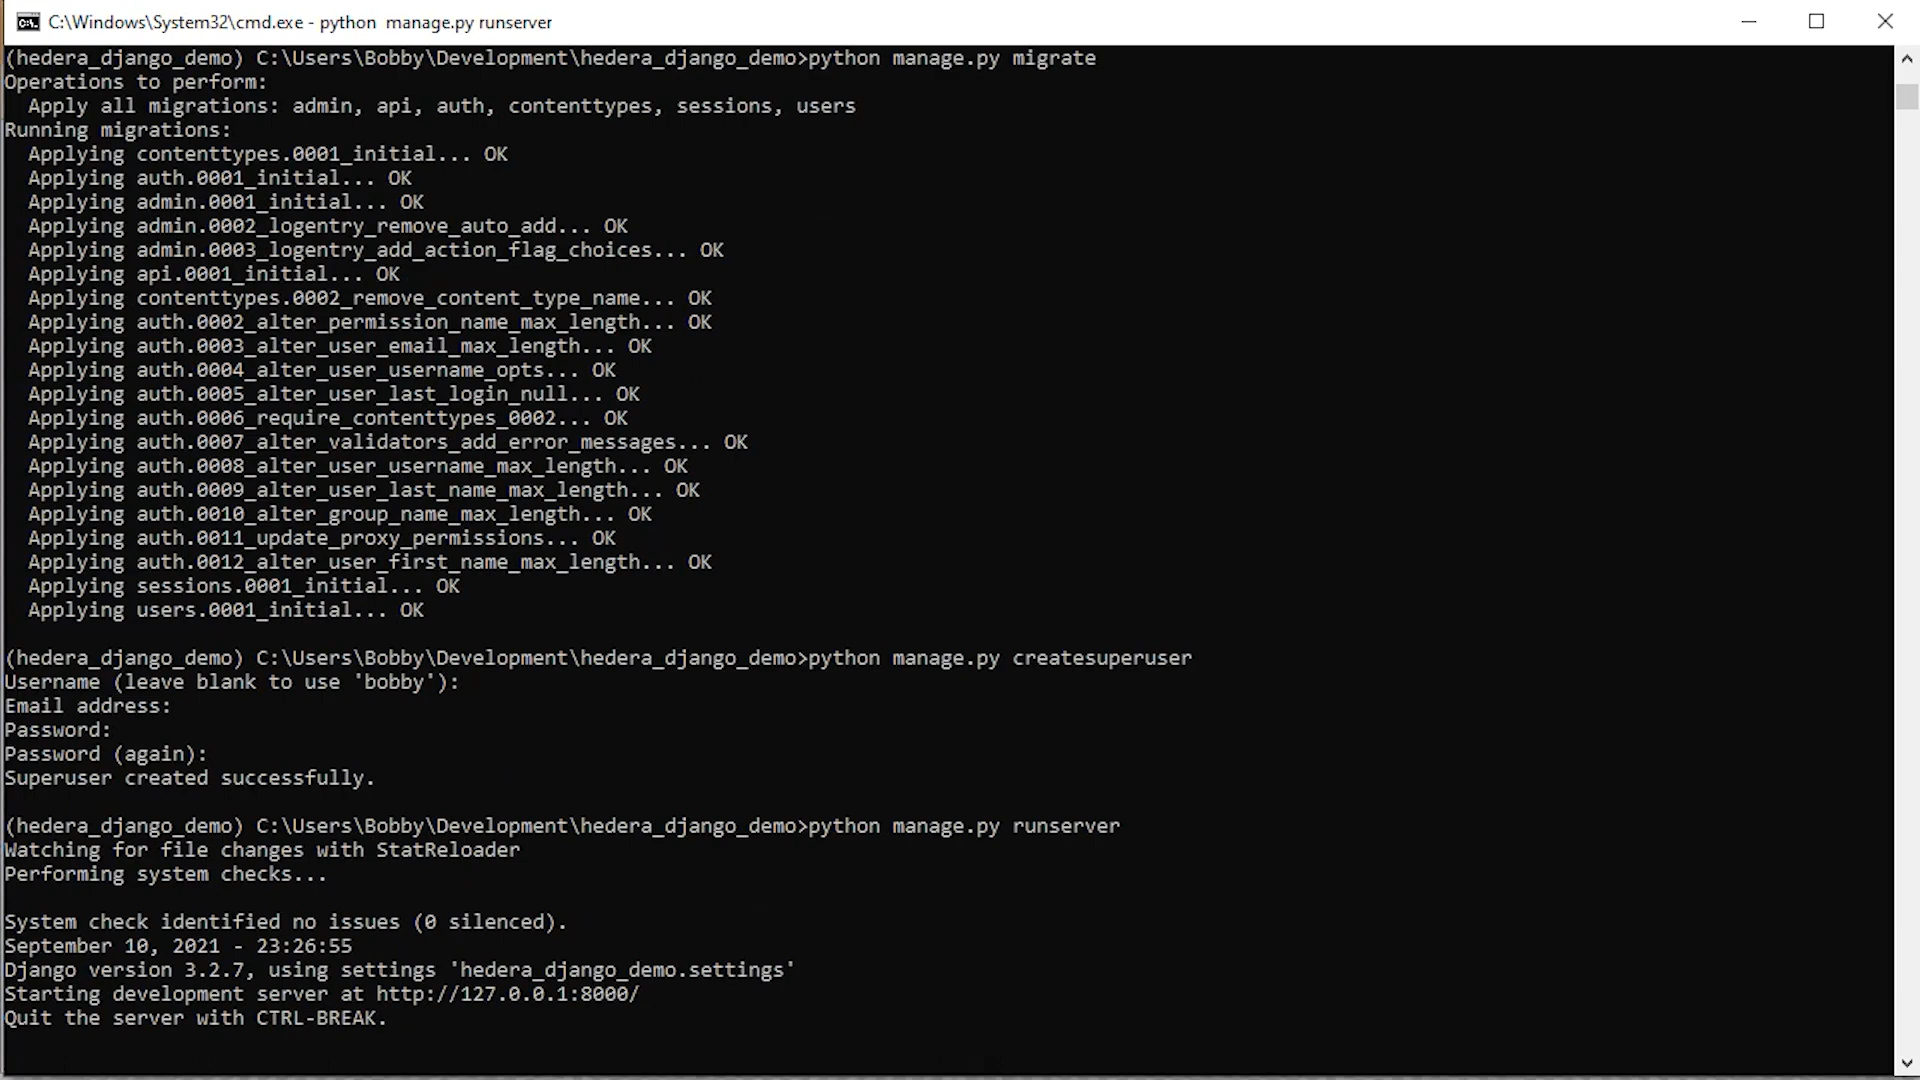 C:\Windows\System32\cmd.exe - python  manage.py runserver
(hedera_django_demo) C:\Users\Bobby\Development\hedera_django_demo>python manage.py migrate
Operations to perform:
  Apply all migrations: admin, api, auth, contenttypes, sessions, users
Running migrations:
  Applying contenttypes.0001_initial... OK
  Applying auth.0001_initial... OK
  Applying admin.0001_initial... OK
  Applying admin.0002_logentry_remove_auto_add... OK
  Applying admin.0003_logentry_add_action_flag_choices... OK
  Applying api.0001_initial... OK
  Applying contenttypes.0002_remove_content_type_name... OK
  Applying auth.0002_alter_permission_name_max_length... OK
  Applying auth.0003_alter_user_email_max_length... OK
  Applying auth.0004_alter_user_username_opts... OK
  Applying auth.0005_alter_user_last_login_null... OK
  Applying auth.0006_require_contenttypes_0002... OK
  Applying auth.0007_alter_validators_add_error_messages... OK
  Applying auth.0008_alter_user_username_max_length... OK
  Applying auth.0009_alter_user_last_name_max_length... OK
  Applying auth.0010_alter_group_name_max_length... OK
  Applying auth.0011_update_proxy_permissions... OK
  Applying auth.0012_alter_user_first_name_max_length... OK
  Applying sessions.0001_initial... OK
  Applying users.0001_initial... OK
(hedera_django_demo) C:\Users\Bobby\Development\hedera_django_demo>python manage.py createsuperuser
Username (leave blank to use 'bobby'):
Email address:
Password:
Password (again):
Superuser created successfully.
(hedera_django_demo) C:\Users\Bobby\Development\hedera_django_demo>python manage.py runserver
Watching for file changes with StatReloader
Performing system checks...
System check identified no issues (0 silenced).
September 10, 2021 - 23:26:55
Django version 3.2.7, using settings 'hedera_django_demo.settings'
Starting development server at http://127.0.0.1:8000/
Quit the server with CTRL-BREAK.